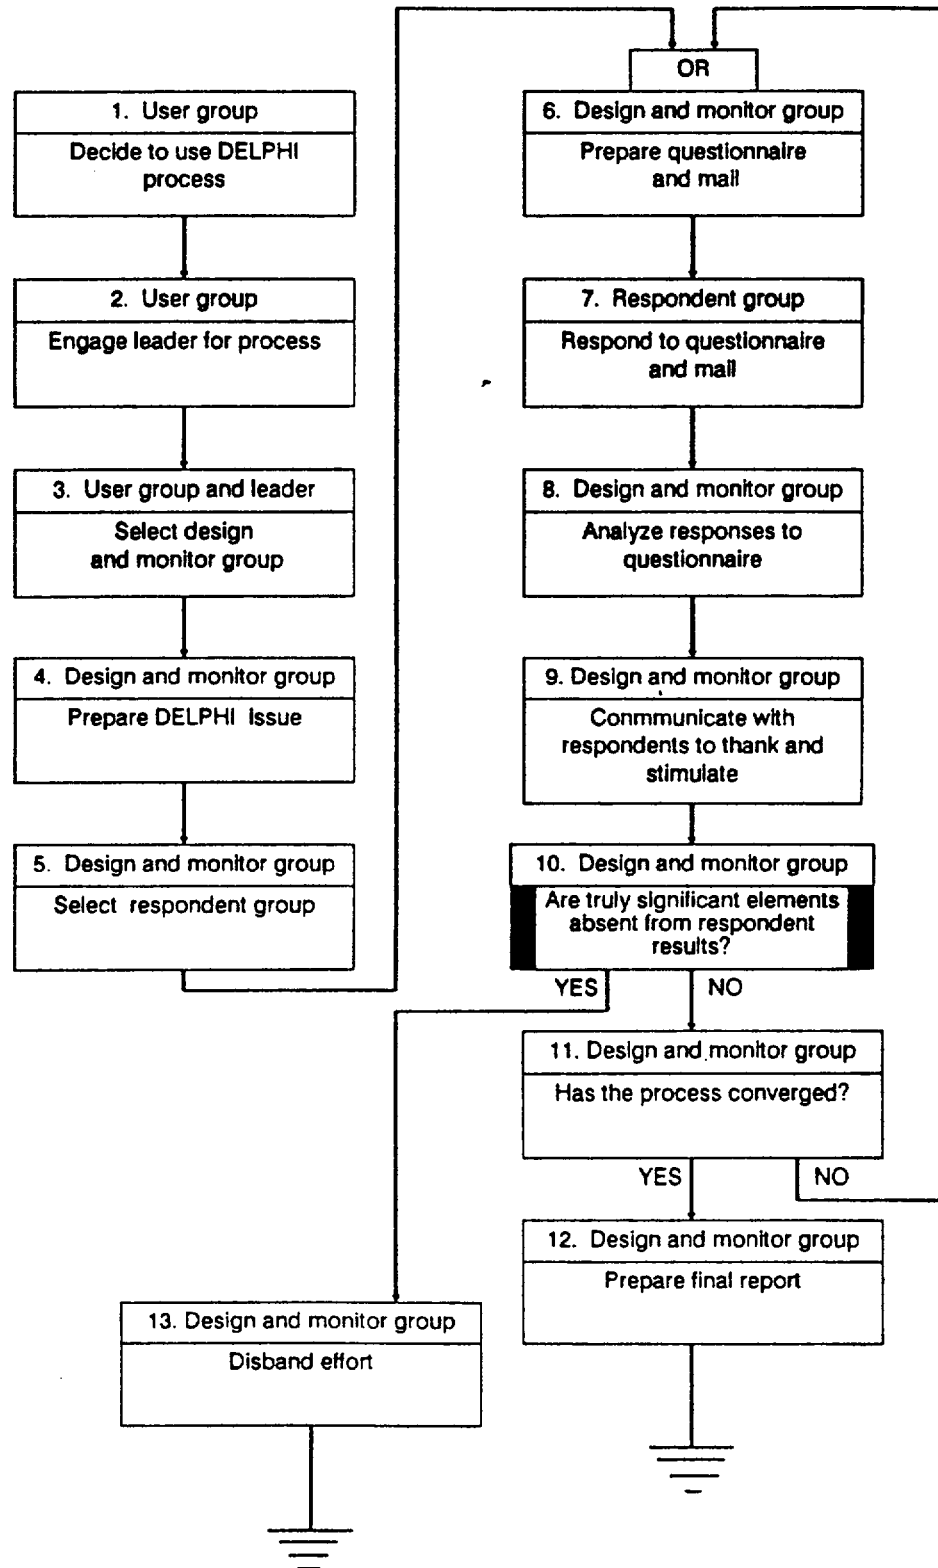 1. User group
Decide to use DELPHI
process
2. User group
Engage leader for process
3. User group and leader
Select design
and monitor group
4. Design and monitor group
Prepare DELPHI issue
5. Design and monitor group
Select respondent group
OR
6. Design and monitor group
Prepare questionnaire
and mail
7. Respondent group
Respond to questionnaire
and mail
8. Design and monitor group
Analyze responses to
questionnaire
9. Design and monitor group
Conmmunicate with
respondents to thank and
stimulate
10. Design and monitor group
Are truly significant elements
absent from respondent
results?
YES
NO
11. Design and monitor group
Has the process converged?
YES
NO
12. Design and monitor group
Prepare final report
13. Design and monitor group
Disband effort